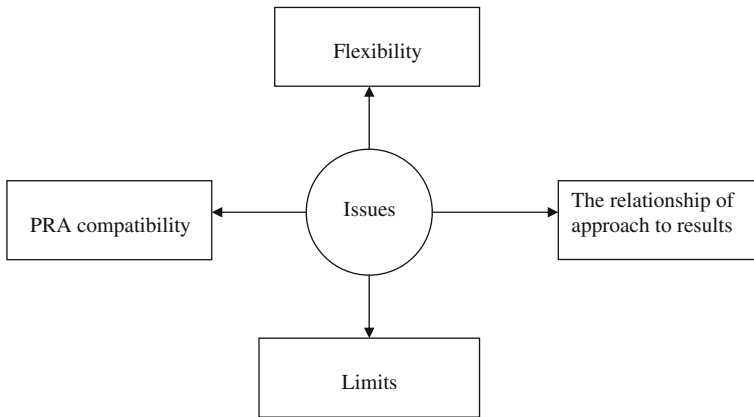 Flexibility
PRA compatibility
Issues
The relationship of
approach to results
Limits